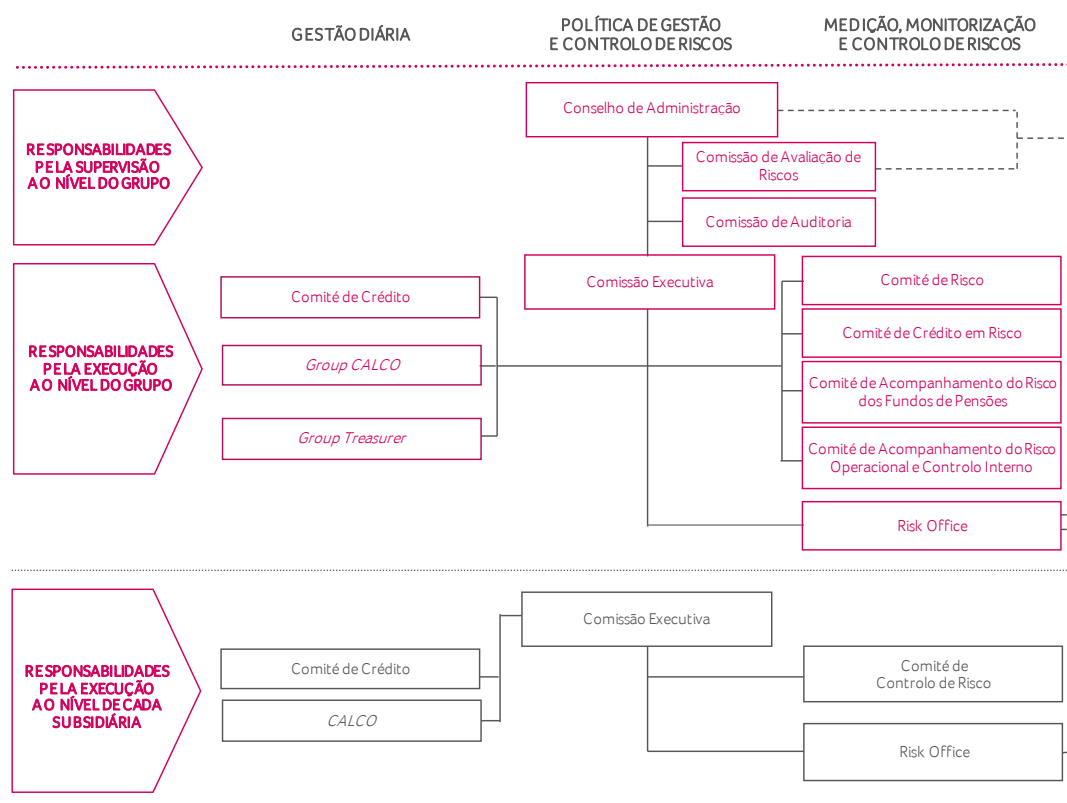 GESTÃO DIÁRIA
POLÍTICA DE GESTÃO
E CONTROLO DE RISCOS
MEDIÇÃO, MONITORIZAÇÃO
E CONTROLO DE RISCOS
RESPONSABILIDADES
PELA SUPERVISÃO
AO NÍVEL DO GRUPO
Conselho de Administração
Comissão de Avaliação de
Riscos
Comissão de Auditoria
RESPONSABILIDADES
PELA EXECUÇÃO
AO NÍVEL DO GRUPO
Comité de Crédito
Group CALCO
Group Treasurer
Comissão Executiva
Comité de Risco
Comité de Crédito em Risco
Comité de Acompanhamento do Risco
dos Fundos de Pensões
Comité de Acompanhamento do Risco
Operacional e Controlo Interno
Risk Office
RESPONSABILIDADES
PELA EXECUÇÃO
AO NÍVEL DE CADA
SUBSIDIÁRIA
Comité de Crédito
CALCO
Comissão Executiva
Comité de
Controlo de Risco
Risk Office